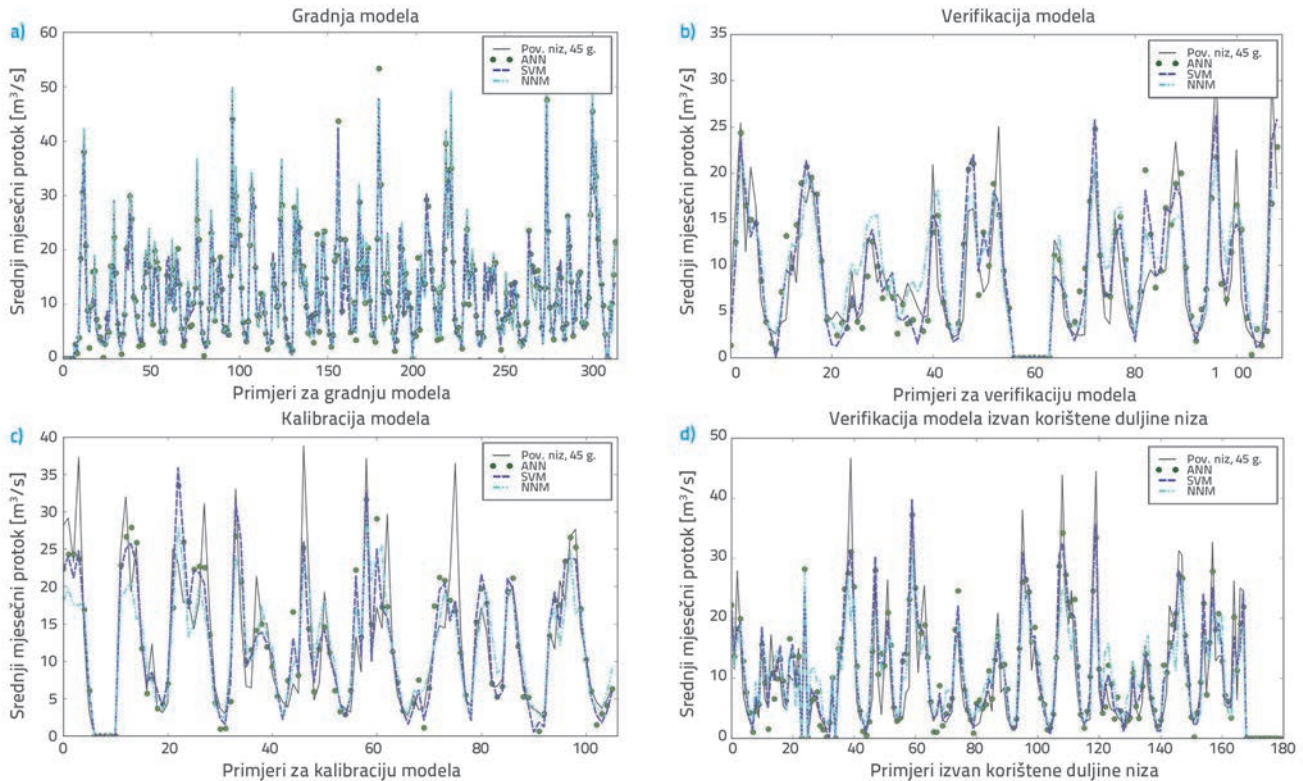 a)
Gradnja modela
Srednji mjesečni protok [m³/s]
60
50
40
30
20
10
0
Pov. niz, 45 g.
ANN
SVM
NNM
0 50 100 150 200 250 300
Primjeri za gradnju modela
b)
Verifikacija modela
Srednji mjesečni protok [m³/s]
35
30
25
20
15
10
5
0
Pov. niz, 45 g.
ANN
SVM
NNM
0 20 40 60 80 1 00
Primjeri za verifikaciju modela
c)
Kalibracija modela
Srednji mjesečni protok [m³/s]
40
35
30
25
20
15
10
5
0
Pov. niz, 45 g.
ANN
SVM
NNM
0 20 40 60 80 100
Primjeri za kalibraciju modela
d)
Verifikacija modela izvan korištene duljine niza
Srednji mjesečni protok [m³/s]
50
40
30
20
10
0
Pov. niz, 45 g.
ANN
SVM
NNM
0 20 40 60 80 100 120 140 160 180
Primjeri izvan korištene duljine niza